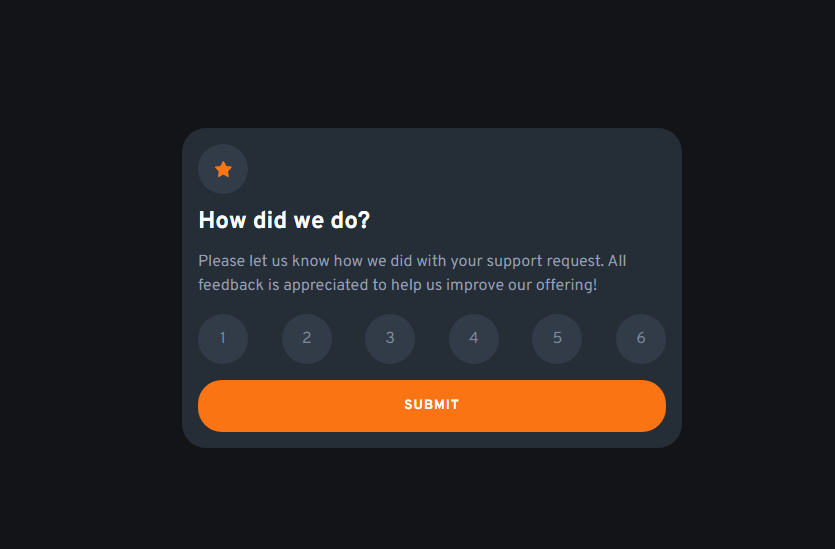 How did we do?
Please let us know how we did with your support request. All
feedback is appreciated to help us improve our offering!
1 2 3 4 5 6
SUBMIT